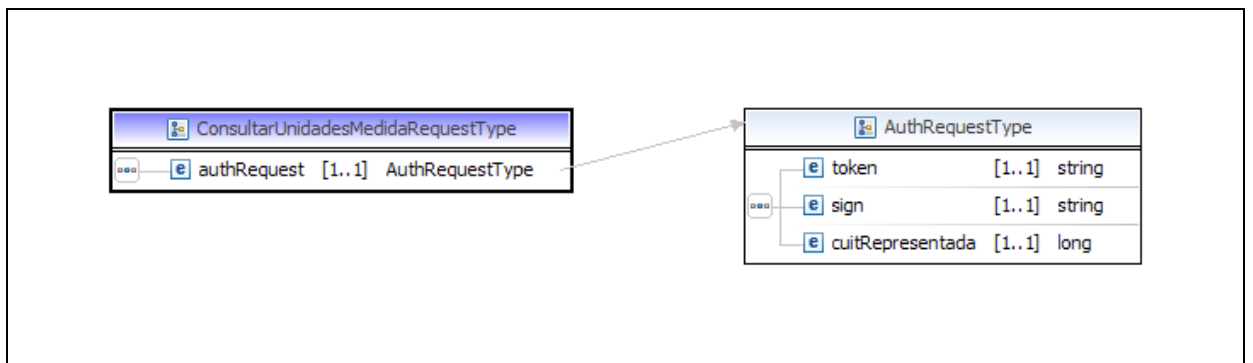 ConsultarUnidadesMedidaRequestType
e authRequest [1..1] AuthRequestType
AuthRequestType
e token [1..1] string
e sign [1..1] string
e cuitRepresentada [1..1] long